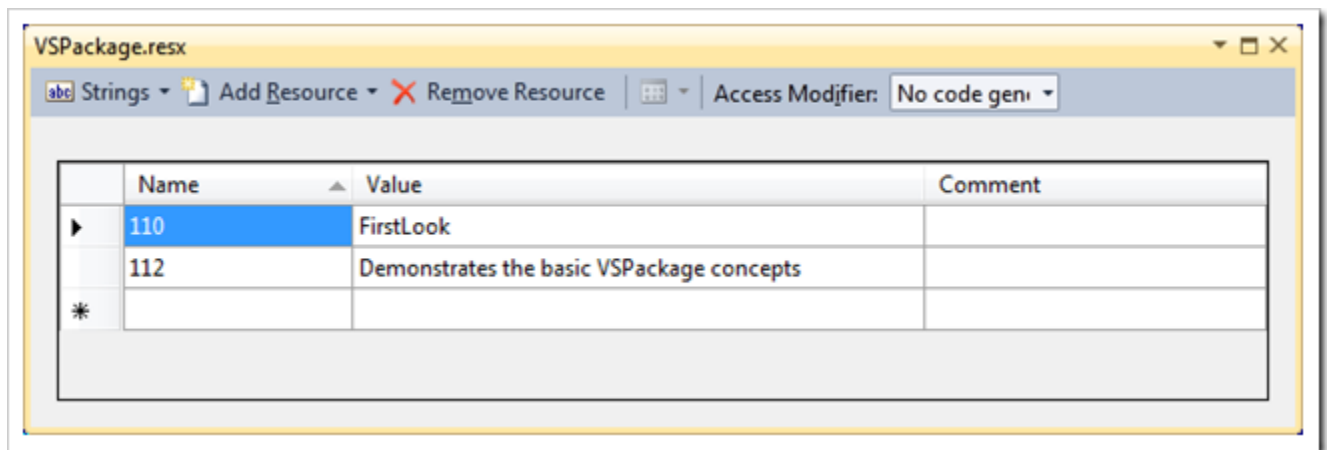 VSPackage.resx
abc Strings Add Resource Remove Resource Access Modifier: No code gen
Name Value Comment
110 FirstLook
112 Demonstrates the basic VSPackage concepts